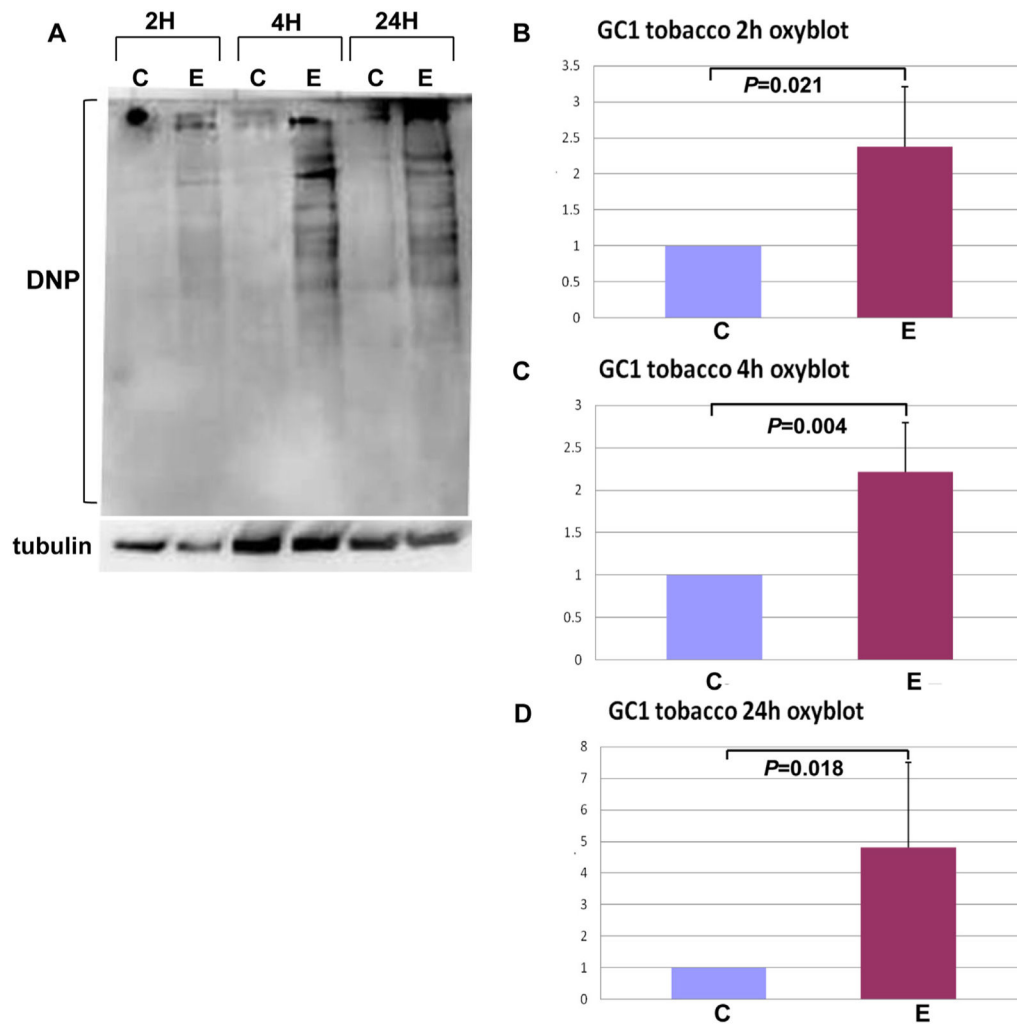 A
2H 4H 24H
C E C E C E
DNP
tubulin
B
GC1 tobacco 2h oxyblot
3.5
3
2.5
2
1.5
1
0.5
0
P=0.021
C E
C
GC1 tobacco 4h oxyblot
3
2.5
2
1.5
1
0.5
0
P=0.004
C E
D
GC1 tobacco 24h oxyblot
8
7
6
5
4
3
2
1
0
P=0.018
C E